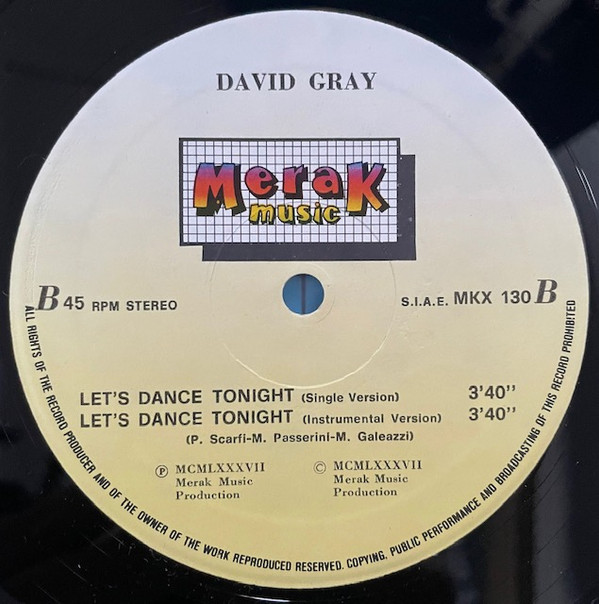 DAVID GRAY
Merak
music
B 45 RPM STEREO
S.I.A.E. MKX 130 B
LET'S DANCE TONIGHT (Single Version) 3'40''
LET'S DANCE TONIGHT (Instrumental Version) 3'40''
(P. Scarfi-M. Passerini-M. Galeazzi)
Ⓟ MCMLXXXVII
Merak Music
Production
© MCMLXXXVII
Merak Music
Production
ALL RIGHTS OF THE RECORD PRODUCER AND OF THE OWNER OF THE WORK REPRODUCED RESERVED. COPYING, PUBLIC PERFORMANCE AND BROADCASTING OF THIS RECORD PROHIBITED